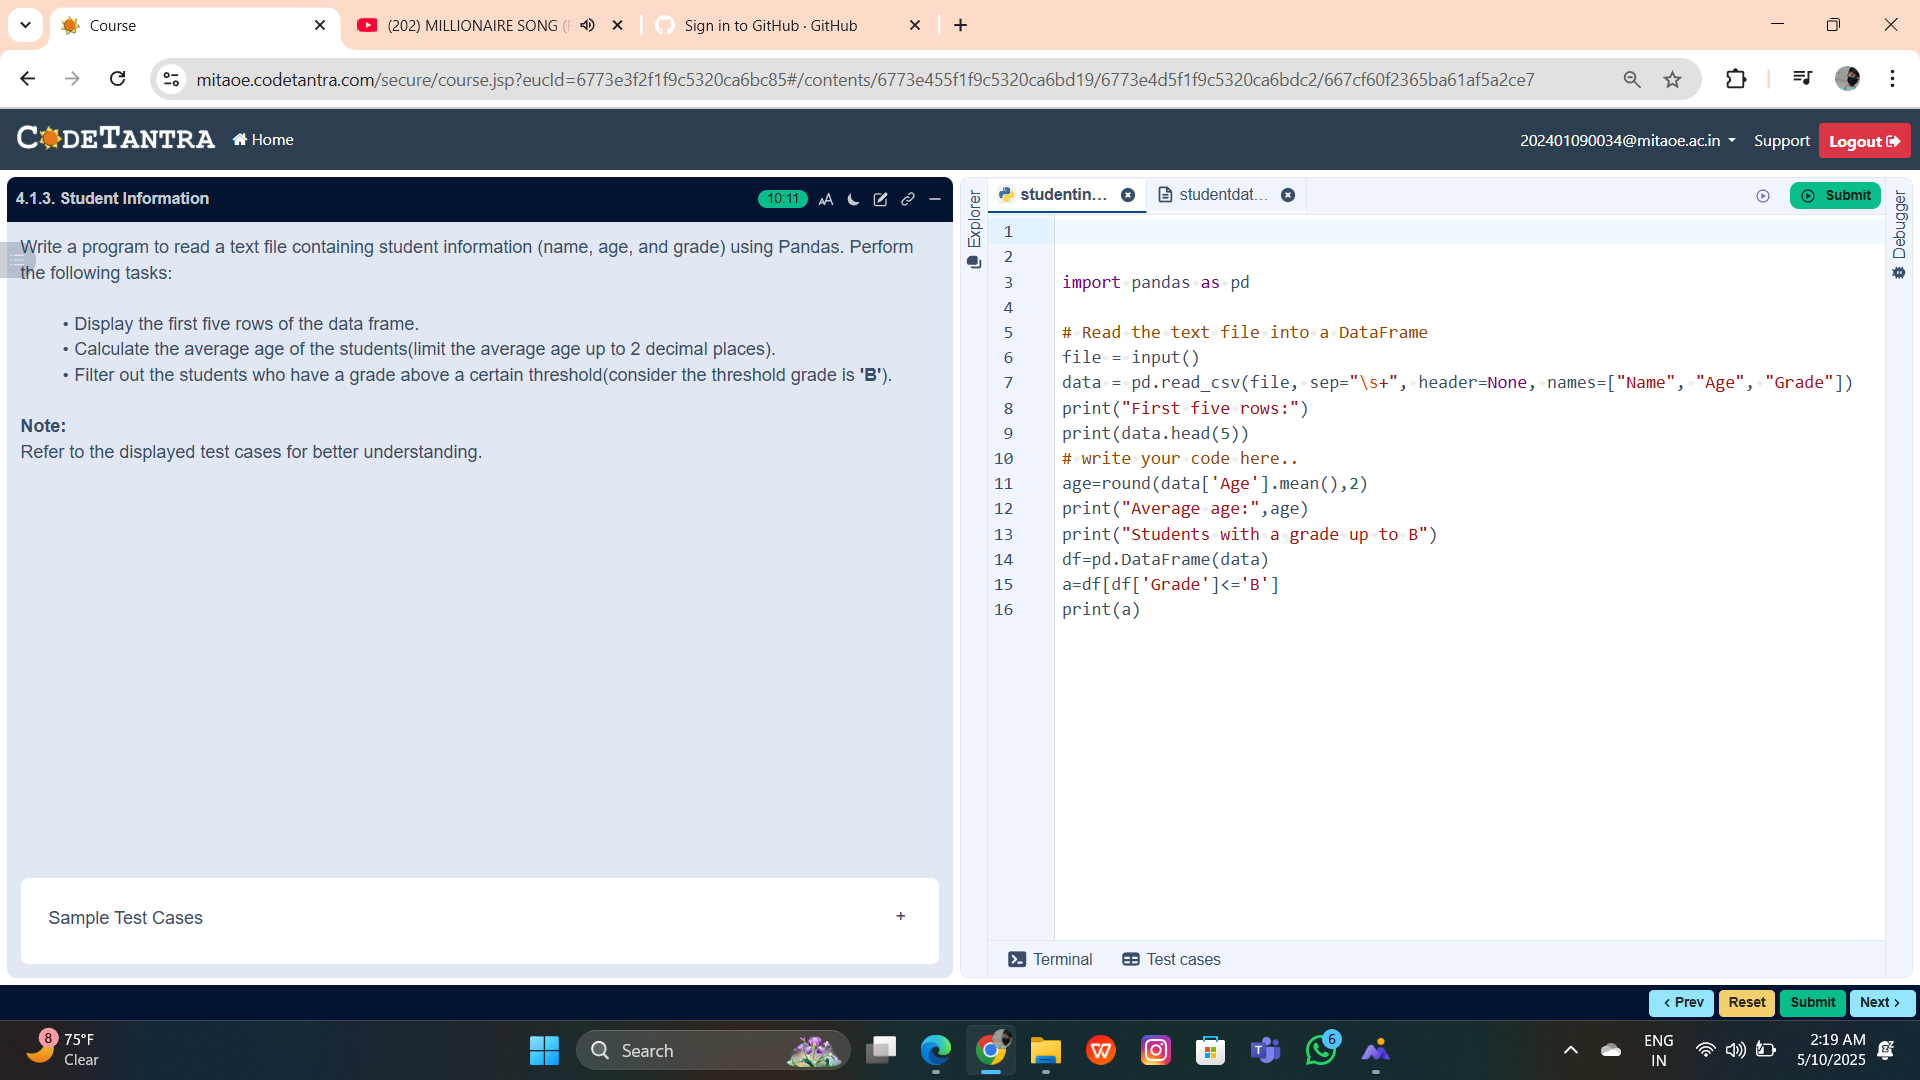 Course
(202) MILLIONAIRE SONG (
Sign in to GitHub · GitHub
mitaoe.codetantra.com/secure/course.jsp?eucId=6773e3f2f1f9c5320ca6bc85#/contents/6773e455f1f9c5320ca6bd19/6773e4d5f1f9c5320ca6bdc2/667cf60f2365ba61af5a2ce7
CODETANTRA
Home
202401090034@mitaoe.ac.in
Support
Logout
4.1.3. Student Information
10:11
AA
Write a program to read a text file containing student information (name, age, and grade) using Pandas. Perform
the following tasks:
• Display the first five rows of the data frame.
• Calculate the average age of the students(limit the average age up to 2 decimal places).
• Filter out the students who have a grade above a certain threshold(consider the threshold grade is 'B').
Note:
Refer to the displayed test cases for better understanding.
Sample Test Cases
+
Explorer
studentin...
studentdat...
Submit
Debugger
1
2
3 import pandas as pd
4
5 # Read the text file into a DataFrame
6 file = input()
7 data = pd.read_csv(file, sep="\s+", header=None, names=["Name", "Age", "Grade"])
8 print("First five rows:")
9 print(data.head(5))
10 # write your code here..
11 age=round(data['Age'].mean(),2)
12 print("Average age:",age)
13 print("Students with a grade up to B")
14 df=pd.DataFrame(data)
15 a=df[df['Grade']<='B']
16 print(a)
Terminal
Test cases
‹ Prev
Reset
Submit
Next ›
8
75°F
Clear
Search
6
ENG
IN
2:19 AM
5/10/2025